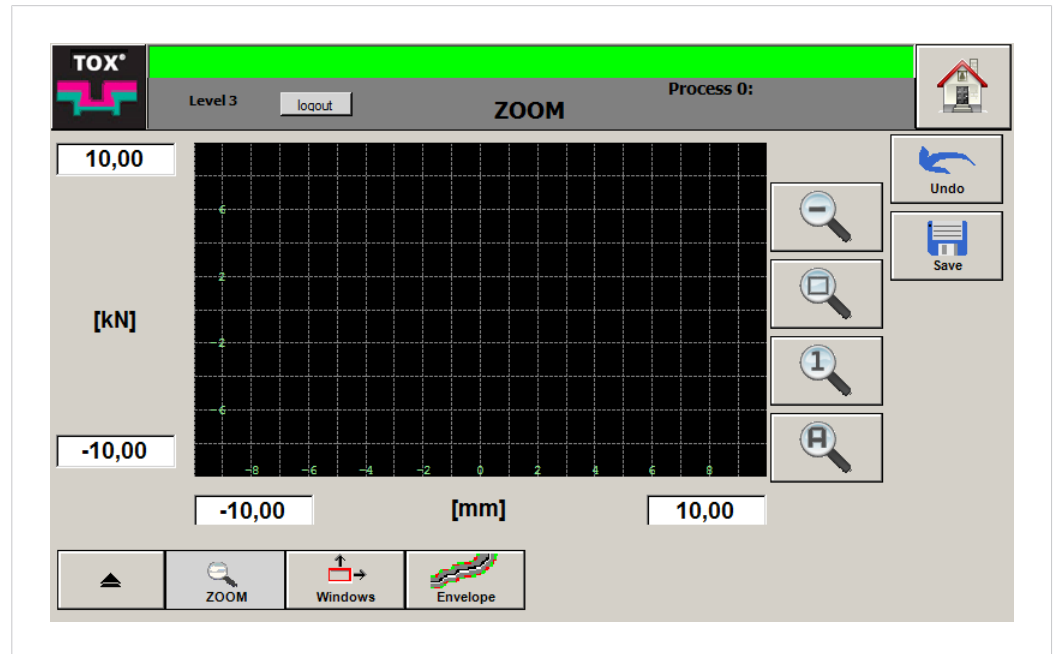 TOX®
Level 3
logout
ZOOM
Process 0:
10,00
Undo
Save
6
2
-2
-6
[kN]
-10,00
-8 -6 -4 -2 0 2 4 6 8
1
A
-10,00
[mm]
10,00
ZOOM
Windows
Envelope